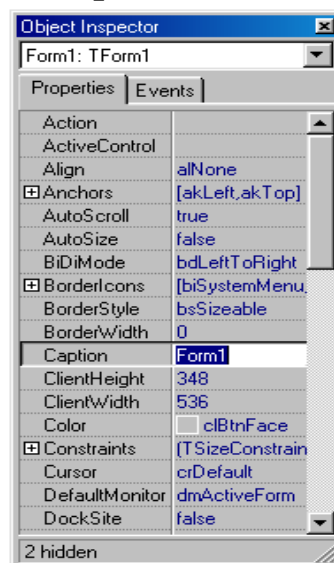 Object Inspector
Form1: TForm1
Properties Events
Action
ActiveControl
Align alNone
Anchors [akLeft,akTop]
AutoScroll true
AutoSize false
BiDiMode bdLeftToRight
BorderIcons [biSystemMenu,
BorderStyle bsSizeable
BorderWidth 0
Caption Form1
ClientHeight 348
ClientWidth 536
Color clBtnFace
Constraints (TSizeConstrain
Cursor crDefault
DefaultMonitor dmActiveForm
DockSite false
2 hidden